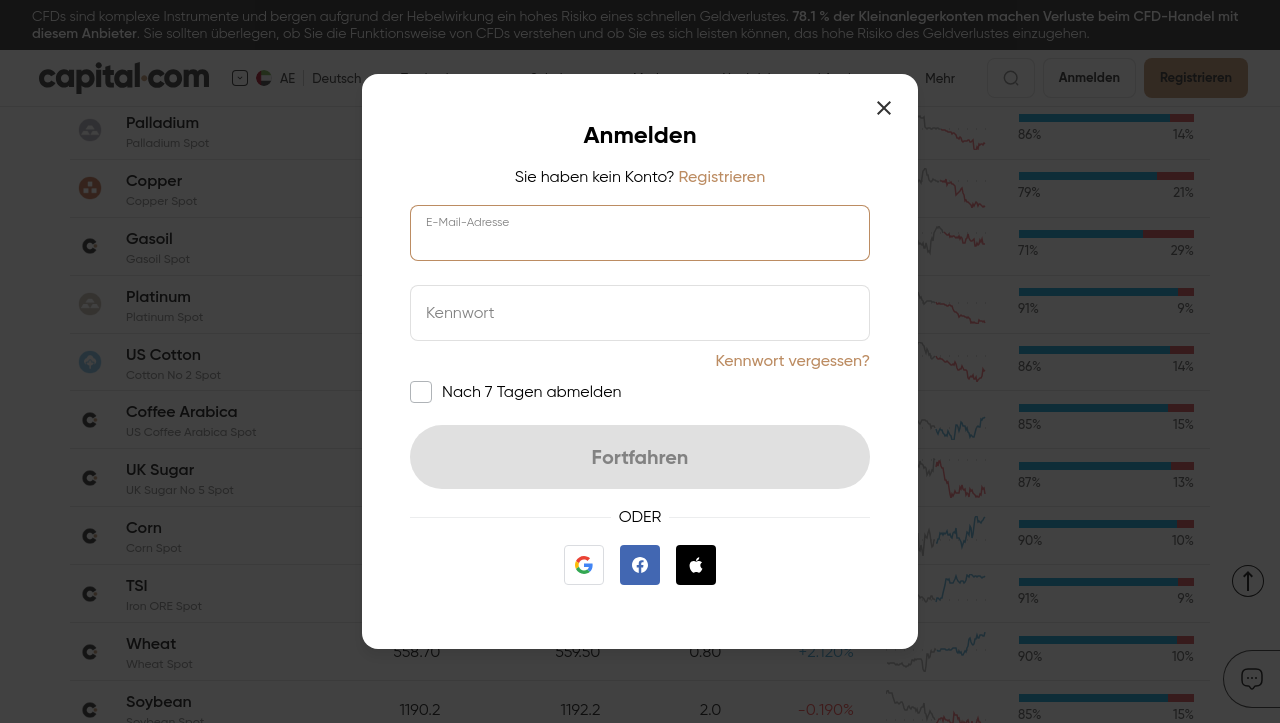 CFDs sind komplexe Instrumente und bergen aufgrund der Hebelwirkung ein hohes Risiko eines schnellen Geldverlustes. 78.1 % der Kleinanlegerkonten machen Verluste beim CFD-Handel mit
diesem Anbieter. Sie sollten überlegen, ob Sie die Funktionsweise von CFDs verstehen und ob Sie es sich leisten können, das hohe Risiko des Geldverlustes einzugehen.
capital.com AE Deutsch Mehr Anmelden Registrieren
Anmelden
Sie haben kein Konto? Registrieren
E-Mail-Adresse
Kennwort
Kennwort vergessen?
Nach 7 Tagen abmelden
Fortfahren
ODER
Palladium
Palladium Spot
86% 14%
Copper
Copper Spot
79% 21%
Gasoil
Gasoil Spot
71% 29%
Platinum
Platinum Spot
91% 9%
US Cotton
Cotton No 2 Spot
86% 14%
Coffee Arabica
US Coffee Arabica Spot
85% 15%
UK Sugar
UK Sugar No 5 Spot
87% 13%
Corn
Corn Spot
90% 10%
TSI
Iron ORE Spot
91% 9%
Wheat
Wheat Spot
558.70 559.50 0.80 +2.120%
90% 10%
Soybean
Soybean Spot
1190.2 1192.2 2.0 -0.190%
85% 15%